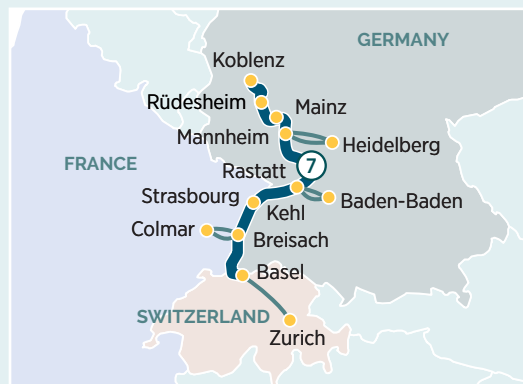 GERMANY
Koblenz
Rüdesheim
Mainz
Mannheim
Heidelberg
FRANCE
Rastatt
7
Strasbourg
Kehl
Baden-Baden
Colmar
Breisach
Basel
SWITZERLAND
Zurich